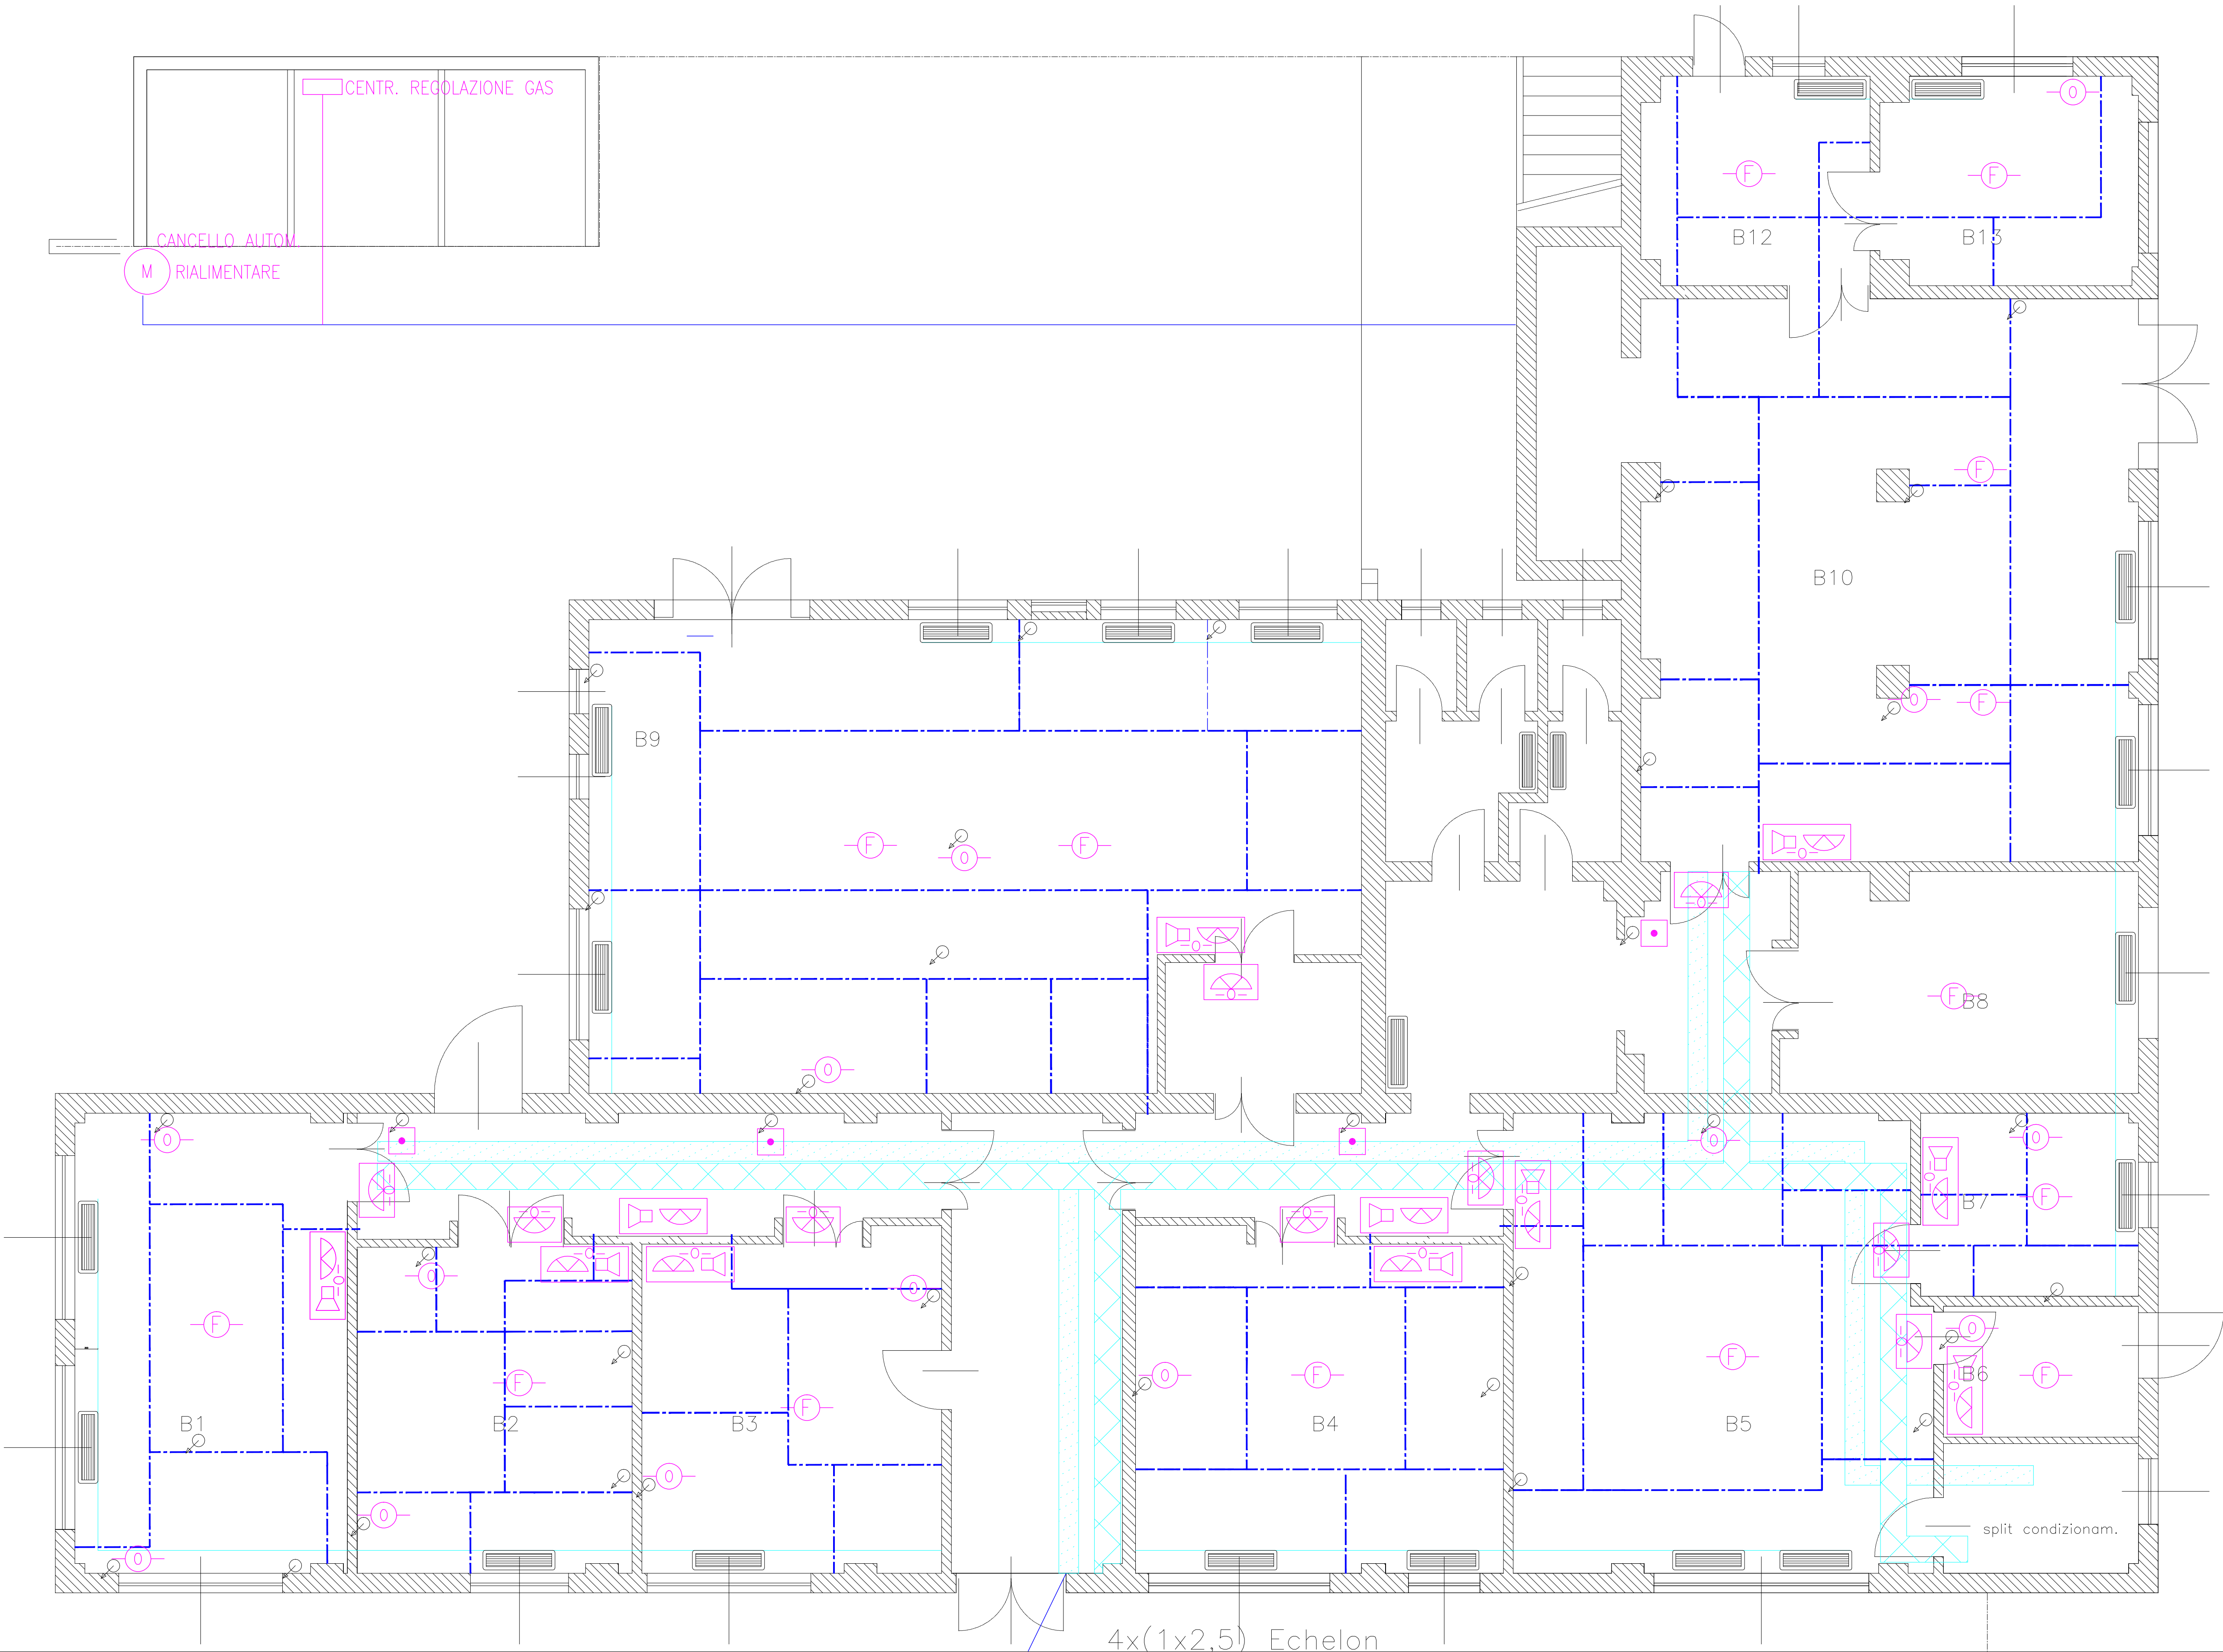 CENTR. REGOLAZIONE GAS
CANCELLO AUTOM.
M RIALIMENTARE
F
F
O
B12
B13
F
B10
O
F
B9
F
F
O
O
O
O
F
B8
O
O
O
O
F
B7
O
O
O
O
O
O
O
O
O
F
O
O
O
O
B6
F
F
O
F
F
O
F
F
B1
B2
B3
B4
B5
O
O
O
split condizionam.
4x(1x2,5) Echelon